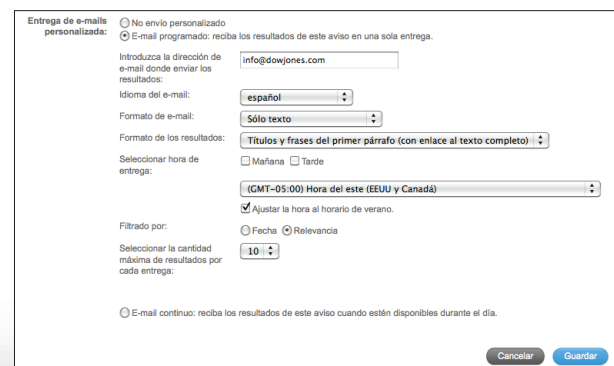 Entrega de e-mails personalizada:
No envío personalizado
E-mail programado: reciba los resultados de este aviso en una sola entrega.
Introduzca la dirección de
e-mail donde enviar los
resultados:
info@dowjones.com
Idioma del e-mail:
español
Formato de e-mail:
Sólo texto
Formato de los resultados:
Títulos y frases del primer párrafo (con enlace al texto completo)
Seleccionar hora de
entrega:
Mañana Tarde
(GMT-05:00) Hora del este (EEUU y Canadá)
Ajustar la hora al horario de verano.
Filtrado por:
Fecha Relevancia
Seleccionar la cantidad
máxima de resultados por
cada entrega:
10
E-mail continuo: reciba los resultados de este aviso cuando estén disponibles durante el día.
Cancelar Guardar